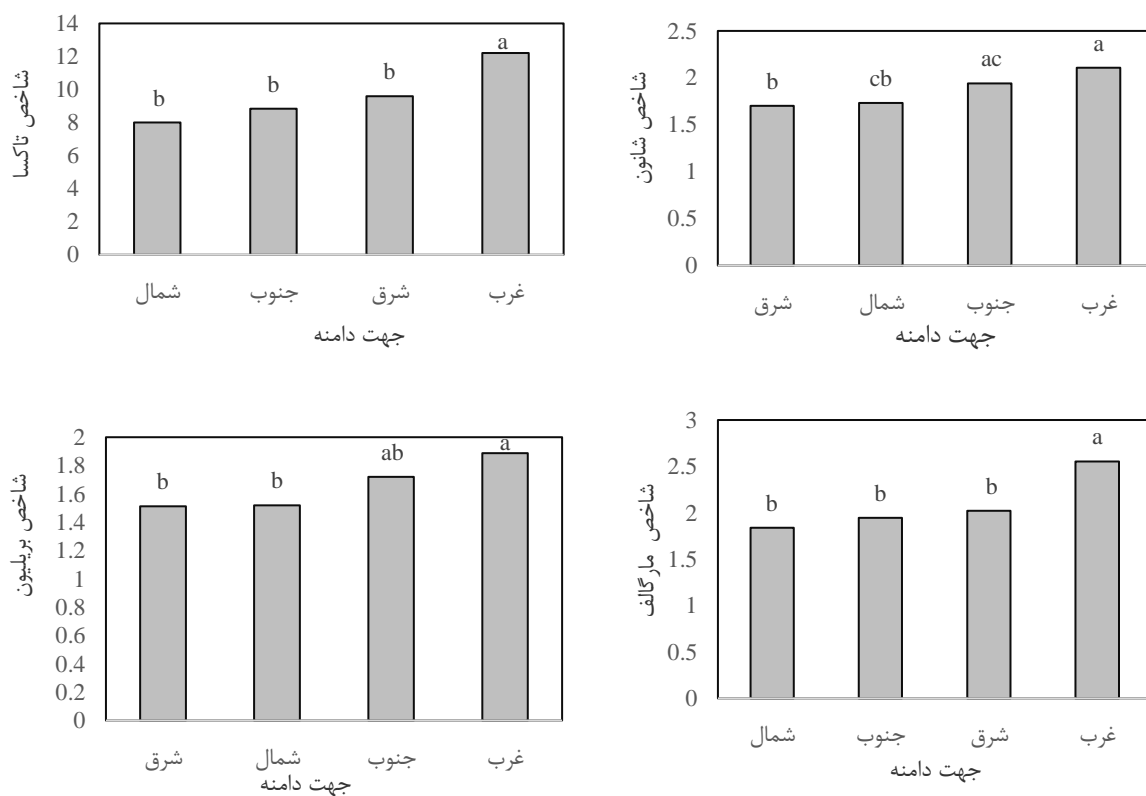 شاخص تاکسا
14
12
10
8
6
4
2
0
b
b
b
a
شمال
جنوب
شرق
غرب
جهت دامنه
شاخص شانون
2.5
2
1.5
1
0.5
0
b
cb
ac
a
شرق
شمال
جنوب
غرب
جهت دامنه
شاخص بریلیون
2
1.8
1.6
1.4
1.2
1
0.8
0.6
0.4
0.2
0
b
b
ab
a
شرق
شمال
جنوب
غرب
جهت دامنه
شاخص مارگالف
3
2.5
2
1.5
1
0.5
0
b
b
b
a
شمال
جنوب
شرق
غرب
جهت دامنه